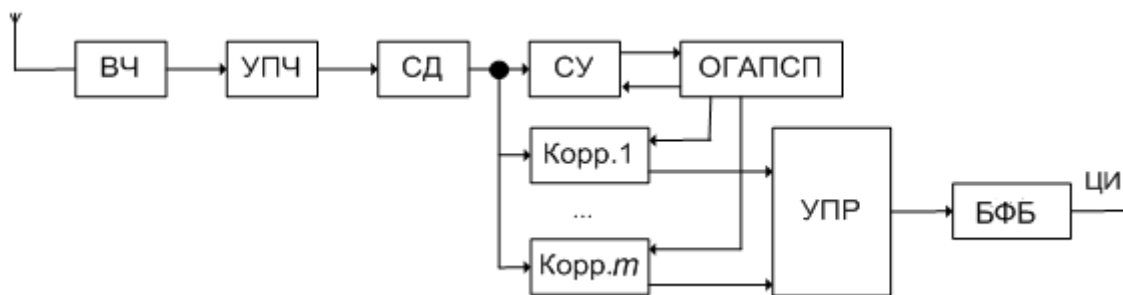 ВЧ
УПЧ
СД
СУ
ОГАПСП
Корр.1
...
Корр.m
УПР
БФБ
ЦИ